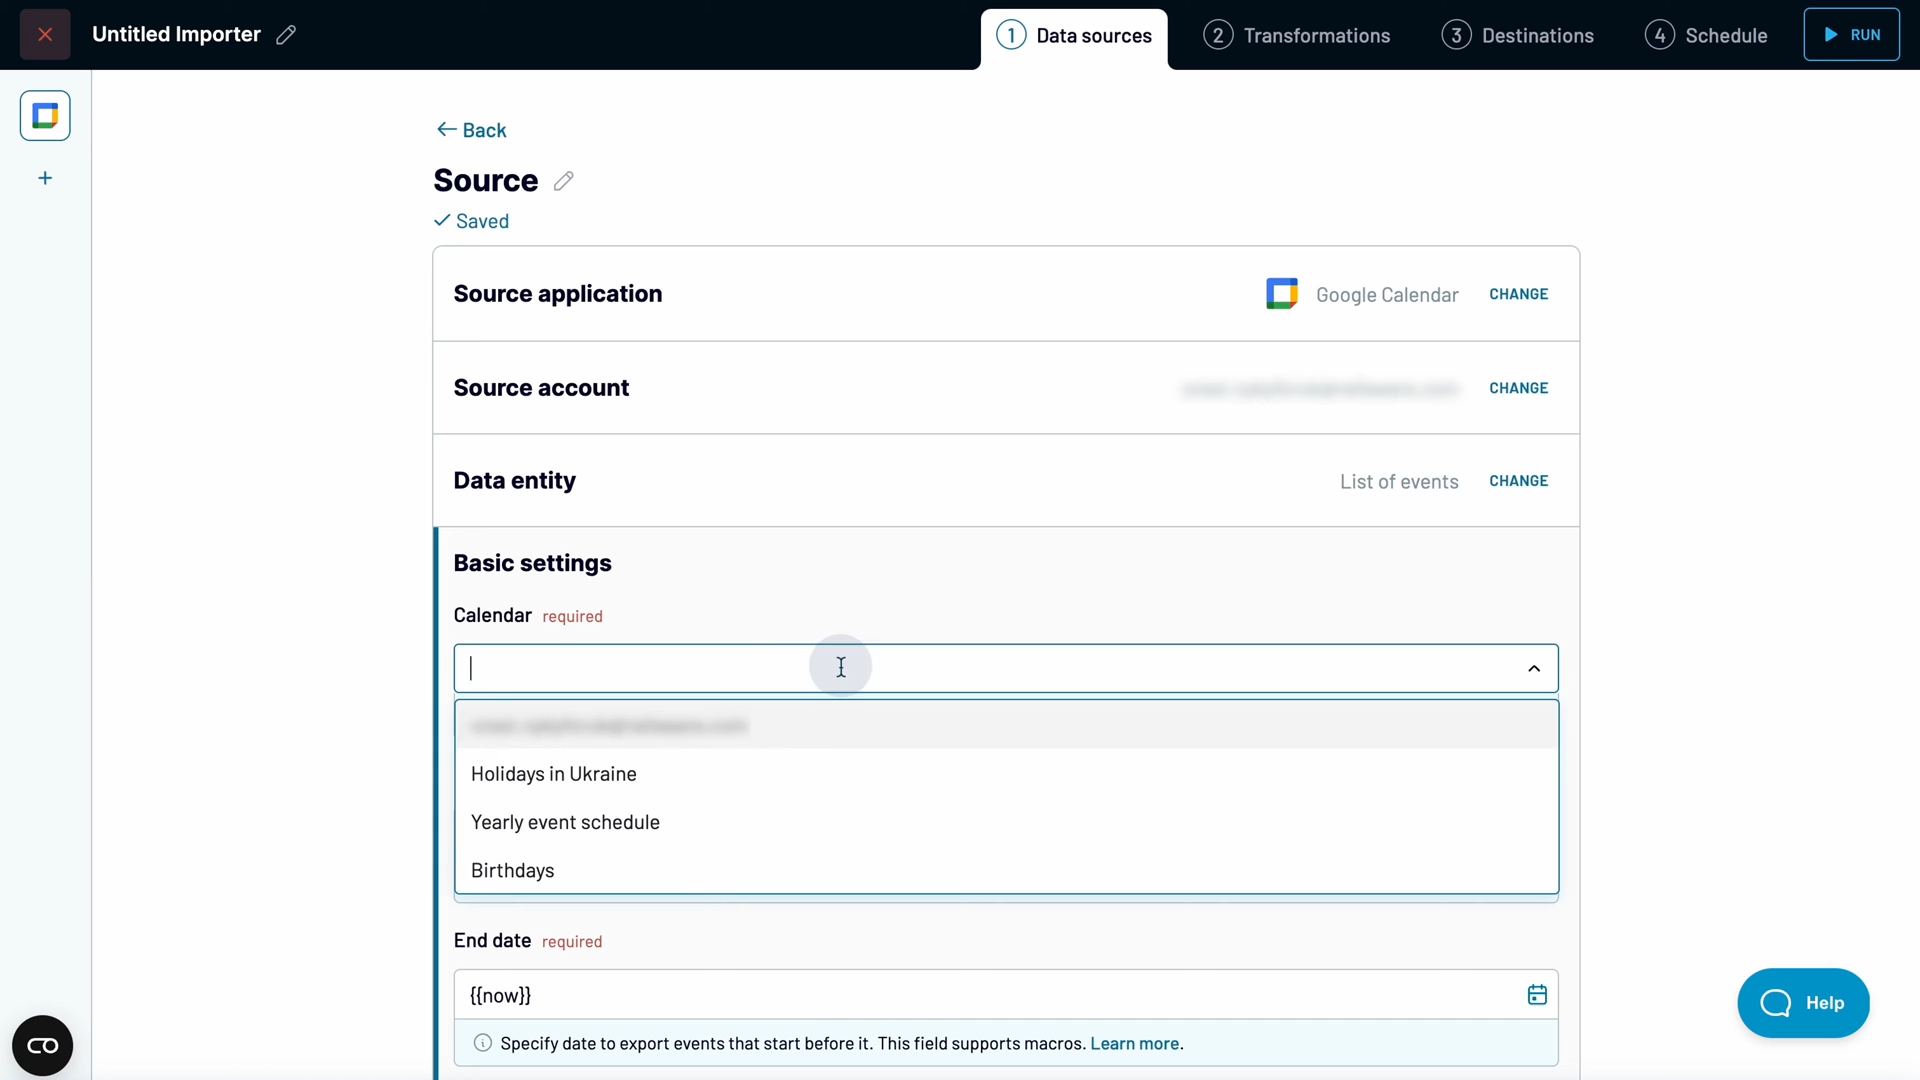 Untitled Importer
1 Data sources
2 Transformations
3 Destinations
4 Schedule
RUN
← Back
Source
Saved
Source application
Google Calendar
CHANGE
Source account
CHANGE
Data entity
List of events
CHANGE
Basic settings
Calendar required
Holidays in Ukraine
Yearly event schedule
Birthdays
End date required
{{now}}
Specify date to export events that start before it. This field supports macros. Learn more.
Help